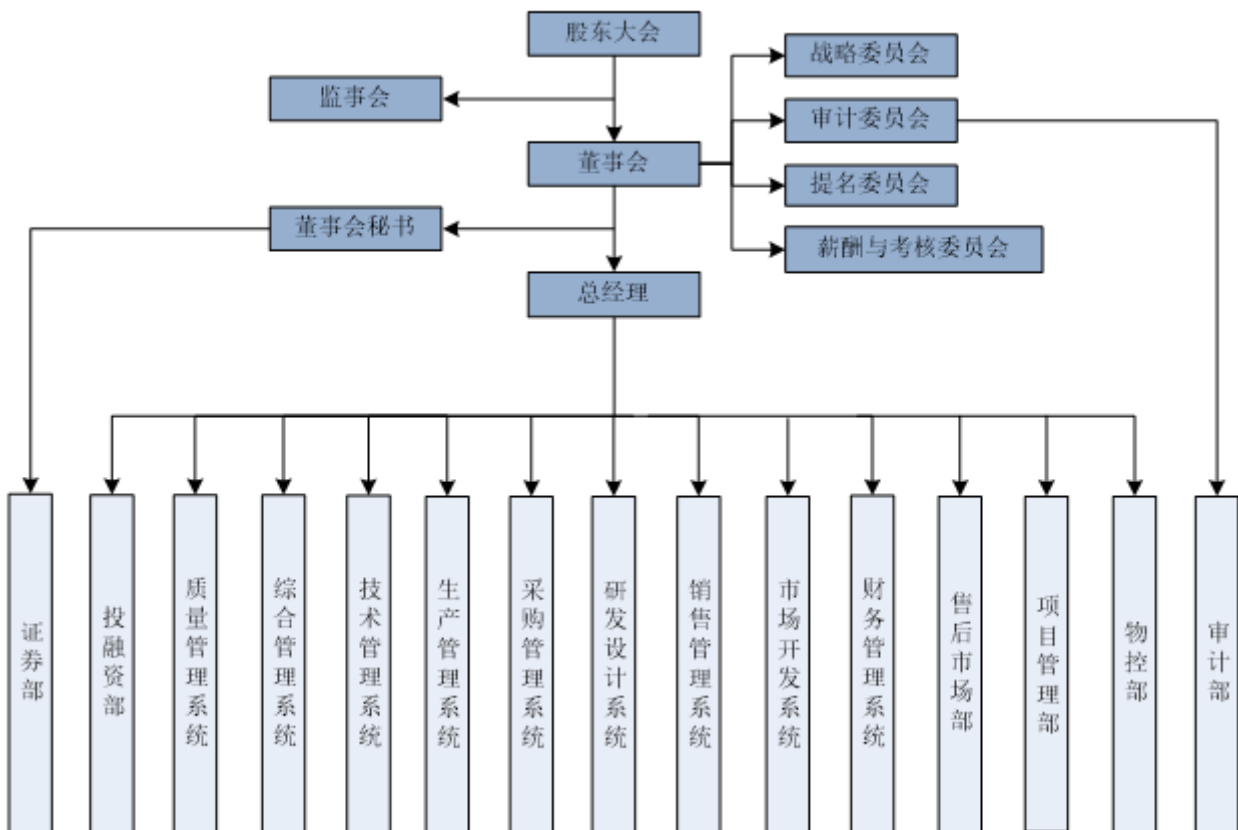 股东大会
战略委员会
监事会
审计委员会
董事会
提名委员会
董事会秘书
薪酬与考核委员会
总经理
证券部
投融资部
质量管理系统
综合管理系统
技术管理系统
生产管理系统
采购管理系统
研发设计系统
销售管理系统
市场开发系统
财务管理系统
售后市场部
项目管理部
物控部
审计部